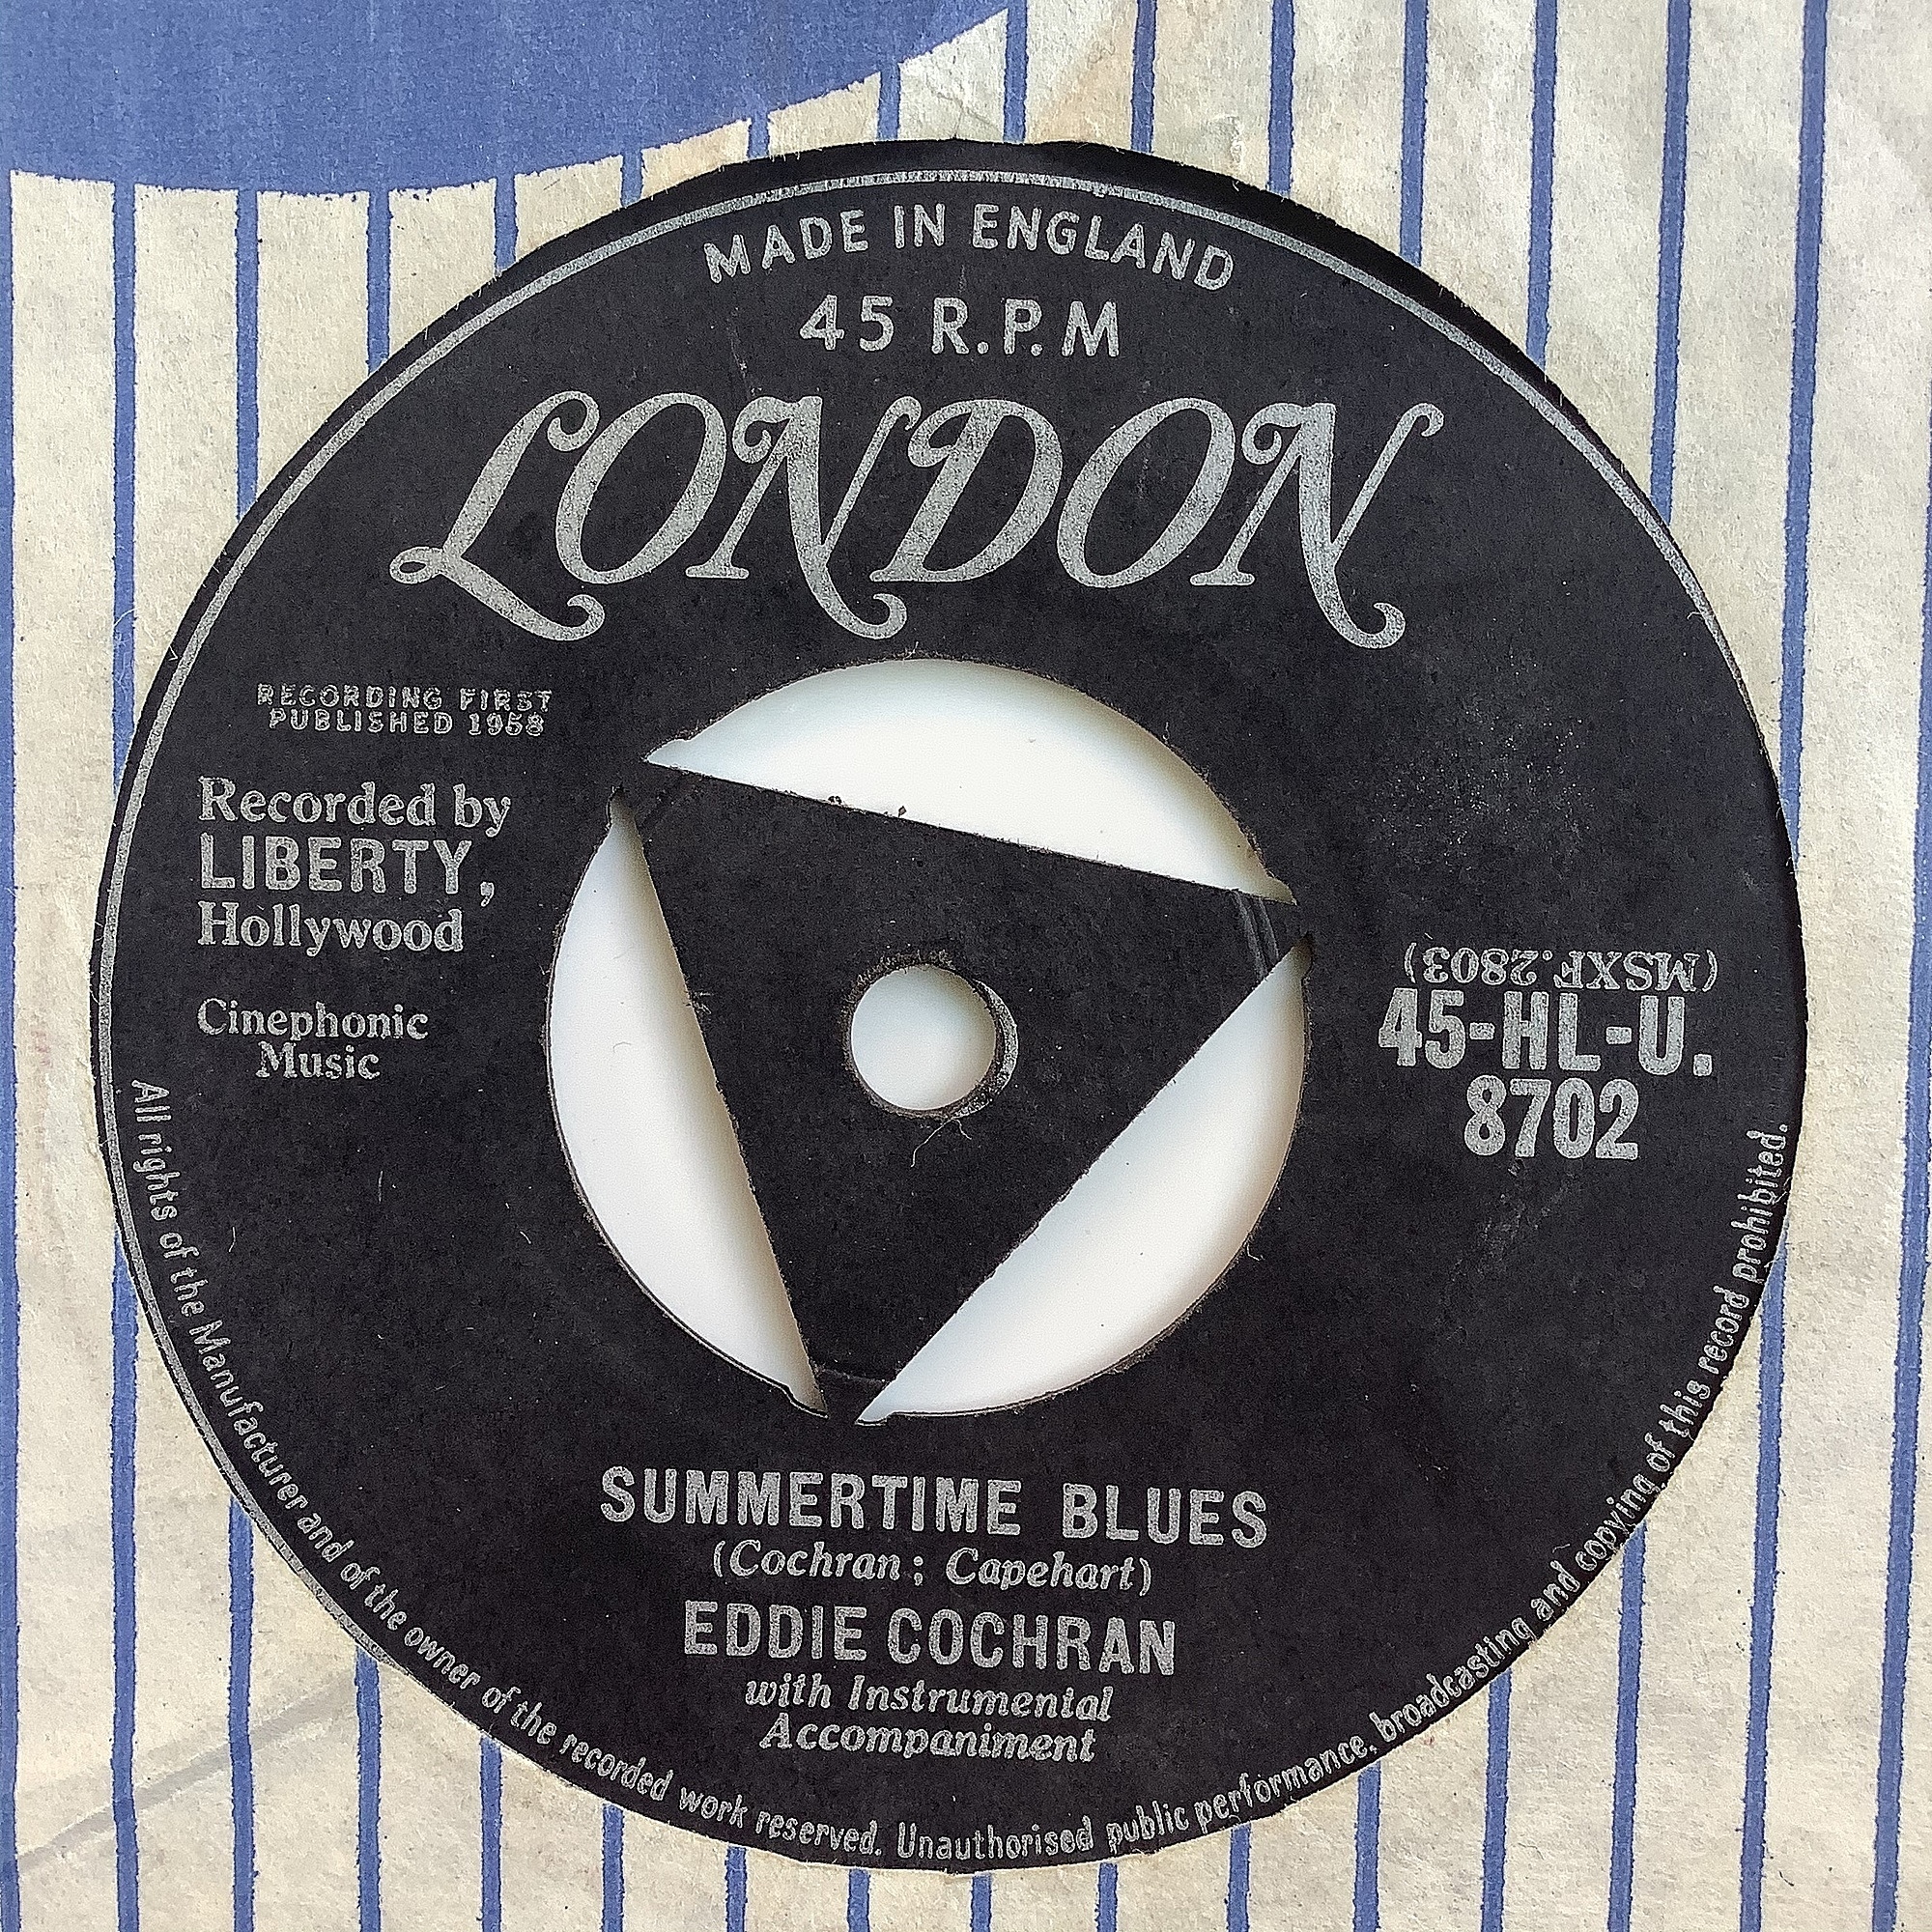 MADE IN ENGLAND
45 R.P.M
LONDON
RECORDING FIRST
PUBLISHED 1958
Recorded by
LIBERTY,
Hollywood
Cinephonic
Music
(MSXF.2803)
45-HL-U.
8702
SUMMERTIME BLUES
(Cochran; Capehart)
EDDIE COCHRAN
with Instrumental
Accompaniment
All rights of the Manufacturer and of the owner of the recorded work reserved. Unauthorised public performance, broadcasting and copying of this record prohibited.